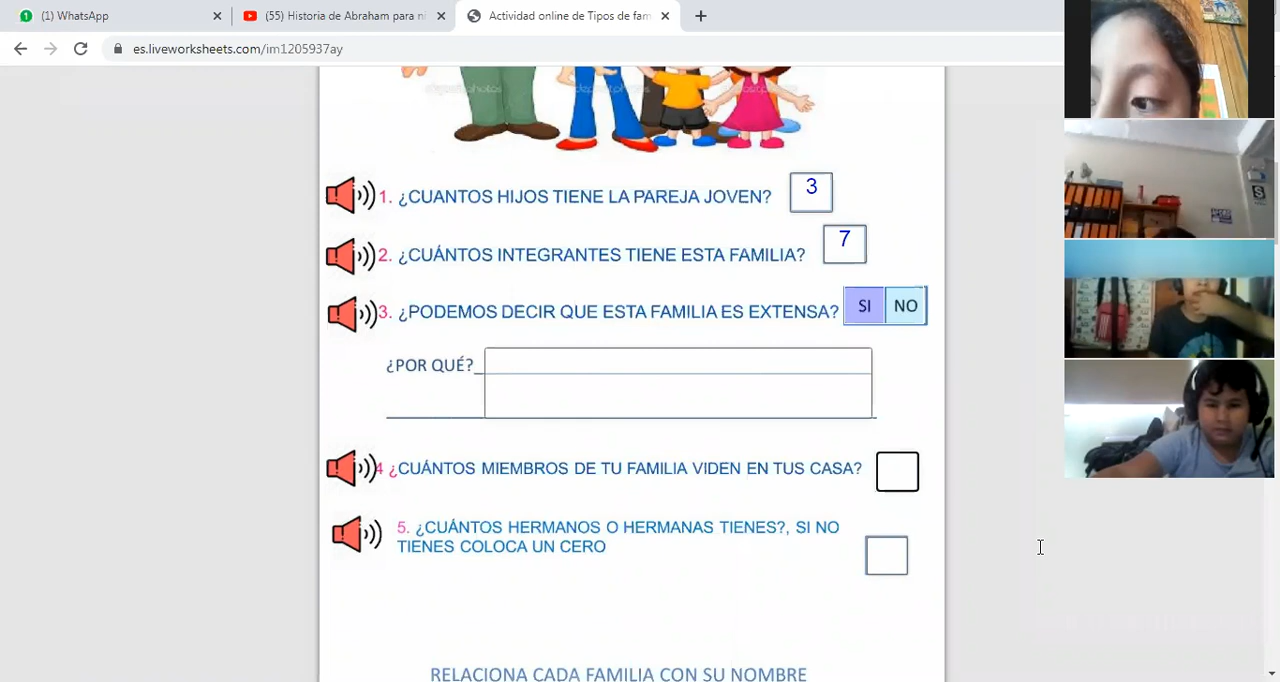 (1) WhatsApp
(55) Historia de Abraham para ni
Actividad online de Tipos de fam
es.liveworksheets.com/im1205937ay
depositphotos
1. ¿CUANTOS HIJOS TIENE LA PAREJA JOVEN? 3
2. ¿CUÁNTOS INTEGRANTES TIENE ESTA FAMILIA? 7
3. ¿PODEMOS DECIR QUE ESTA FAMILIA ES EXTENSA? SI NO
¿POR QUÉ?
4 ¿CUÁNTOS MIEMBROS DE TU FAMILIA VIDEN EN TUS CASA?
5. ¿CUÁNTOS HERMANOS O HERMANAS TIENES?, SI NO
TIENES COLOCA UN CERO
RELACIONA CADA FAMILIA CON SU NOMBRE